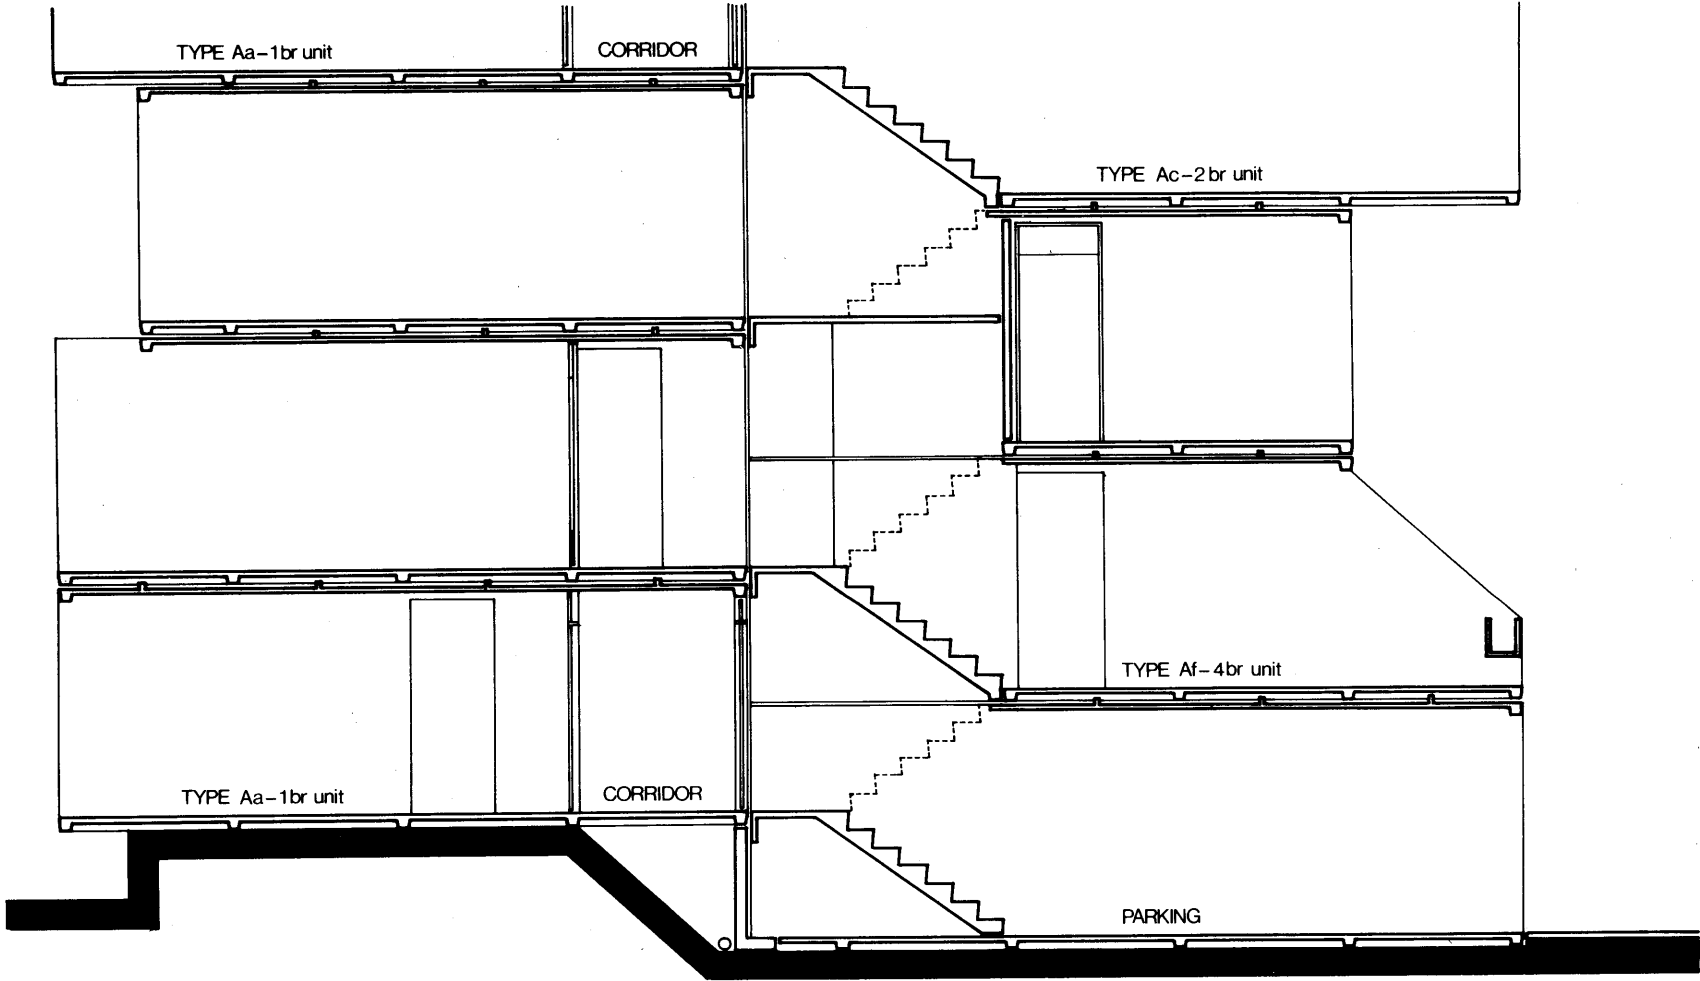 TYPE Aa-1br unit
CORRIDOR
TYPE Ac-2br unit
TYPE Af-4br unit
TYPE Aa-1br unit
CORRIDOR
PARKING